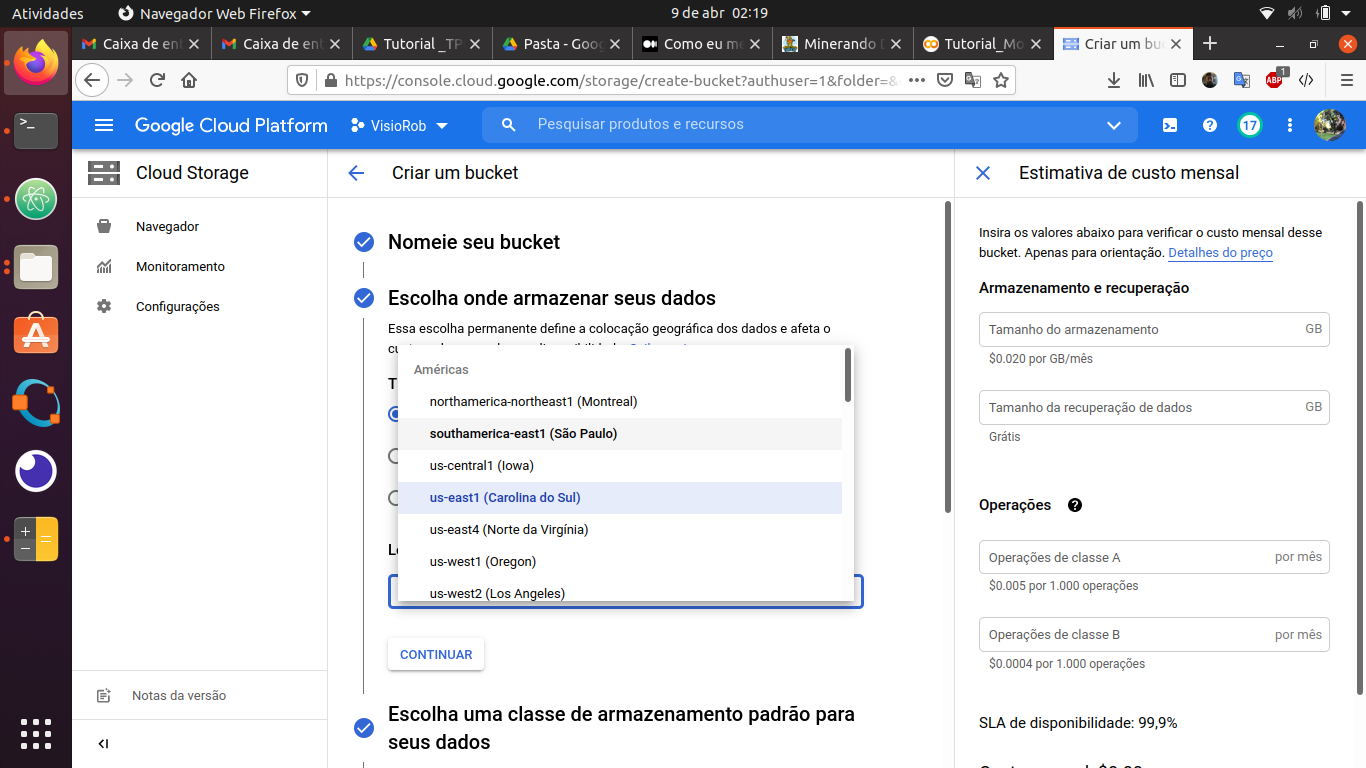 Atividades
Navegador Web Firefox
9 de abr 02:19
Caixa de en
Caixa de en
Tutorial _TP
Pasta - Goo
Como eu m
Minerando
Tutorial_Mo
Criar um bu
https://console.cloud.google.com/storage/create-bucket?authuser=1&folder=&
ABP
1
Google Cloud Platform
VisioRob
Pesquisar produtos e recursos
17
Cloud Storage
Navegador
Monitoramento
Configurações
Notas da versão
Criar um bucket
Nomeie seu bucket
Escolha onde armazenar seus dados
Essa escolha permanente define a colocação geográfica dos dados e afeta o
Américas
northamerica-northeast1 (Montreal)
southamerica-east1 (São Paulo)
us-central1 (Iowa)
us-east1 (Carolina do Sul)
us-east4 (Norte da Virgínia)
us-west1 (Oregon)
us-west2 (Los Angeles)
CONTINUAR
Escolha uma classe de armazenamento padrão para
seus dados
Estimativa de custo mensal
Insira os valores abaixo para verificar o custo mensal desse
bucket. Apenas para orientação. Detalhes do preço
Armazenamento e recuperação
Tamanho do armazenamento GB
$0.020 por GB/mês
Tamanho da recuperação de dados GB
Grátis
Operações
Operações de classe A por mês
$0.005 por 1.000 operações
Operações de classe B por mês
$0.0004 por 1.000 operações
SLA de disponibilidade: 99,9%